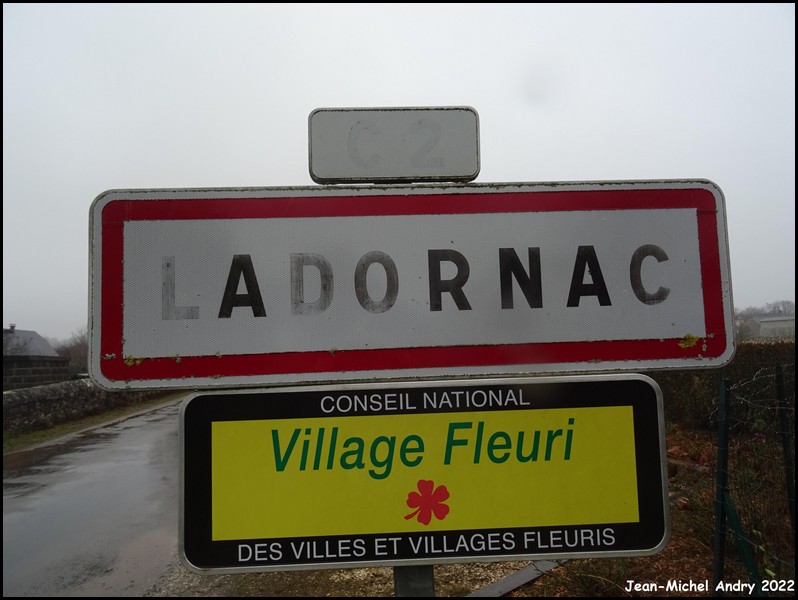 C 2
LADORNAC
CONSEIL NATIONAL
Village Fleuri
DES VILLES ET VILLAGES FLEURIS
Jean-Michel Andry 2022